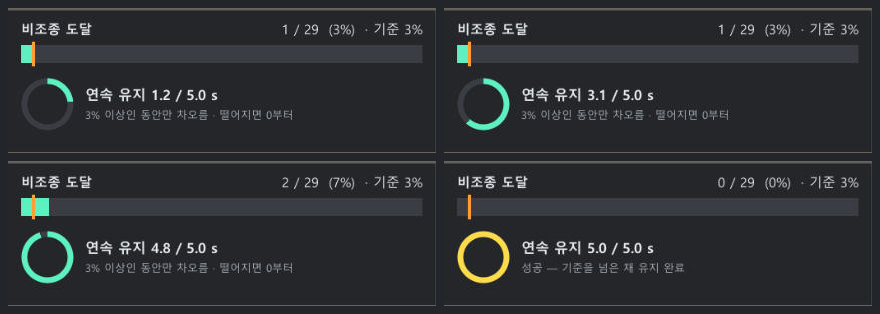 비조종 도달 1 / 29 (3%) · 기준 3%
연속 유지 1.2 / 5.0 s
3% 이상인 동안만 차오름 · 떨어지면 0부터
비조종 도달 1 / 29 (3%) · 기준 3%
연속 유지 3.1 / 5.0 s
3% 이상인 동안만 차오름 · 떨어지면 0부터
비조종 도달 2 / 29 (7%) · 기준 3%
연속 유지 4.8 / 5.0 s
3% 이상인 동안만 차오름 · 떨어지면 0부터
비조종 도달 0 / 29 (0%) · 기준 3%
연속 유지 5.0 / 5.0 s
성공 — 기준을 넘은 채 유지 완료